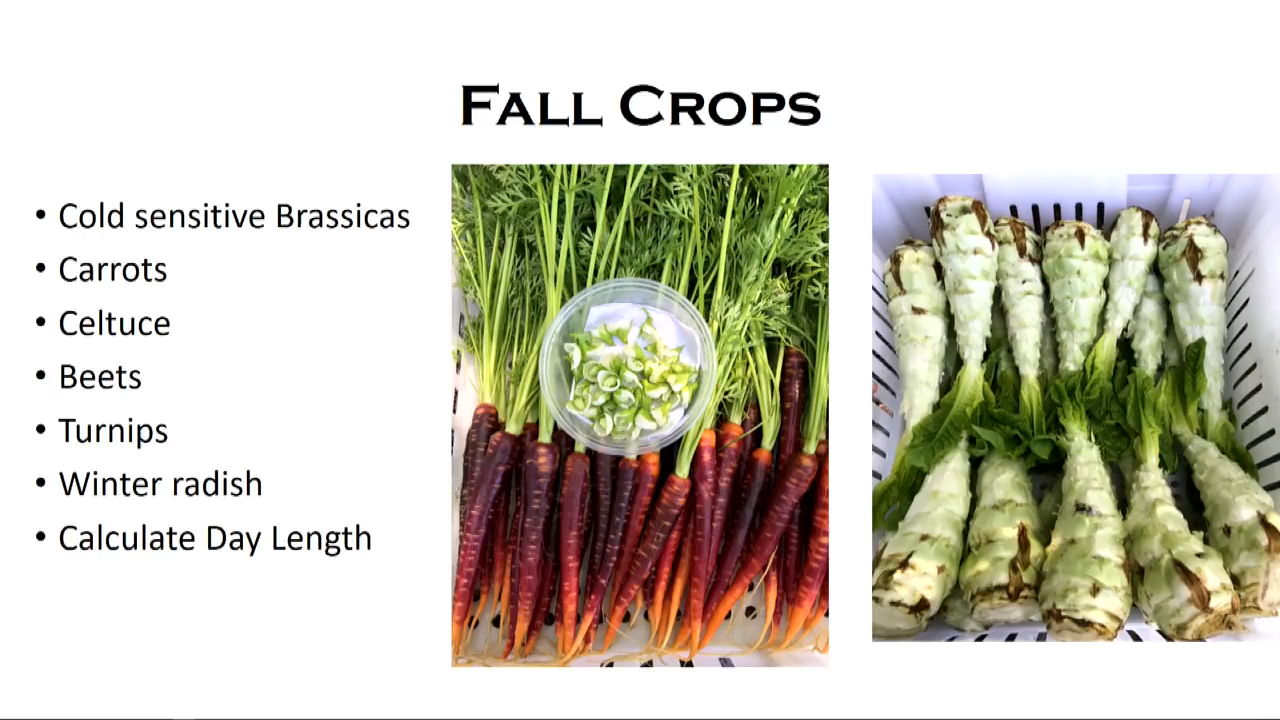 Fall Crops
• Cold sensitive Brassicas
• Carrots
• Celtuce
• Beets
• Turnips
• Winter radish
• Calculate Day Length